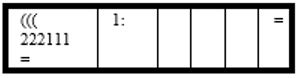 ((( 1: =
222111
=